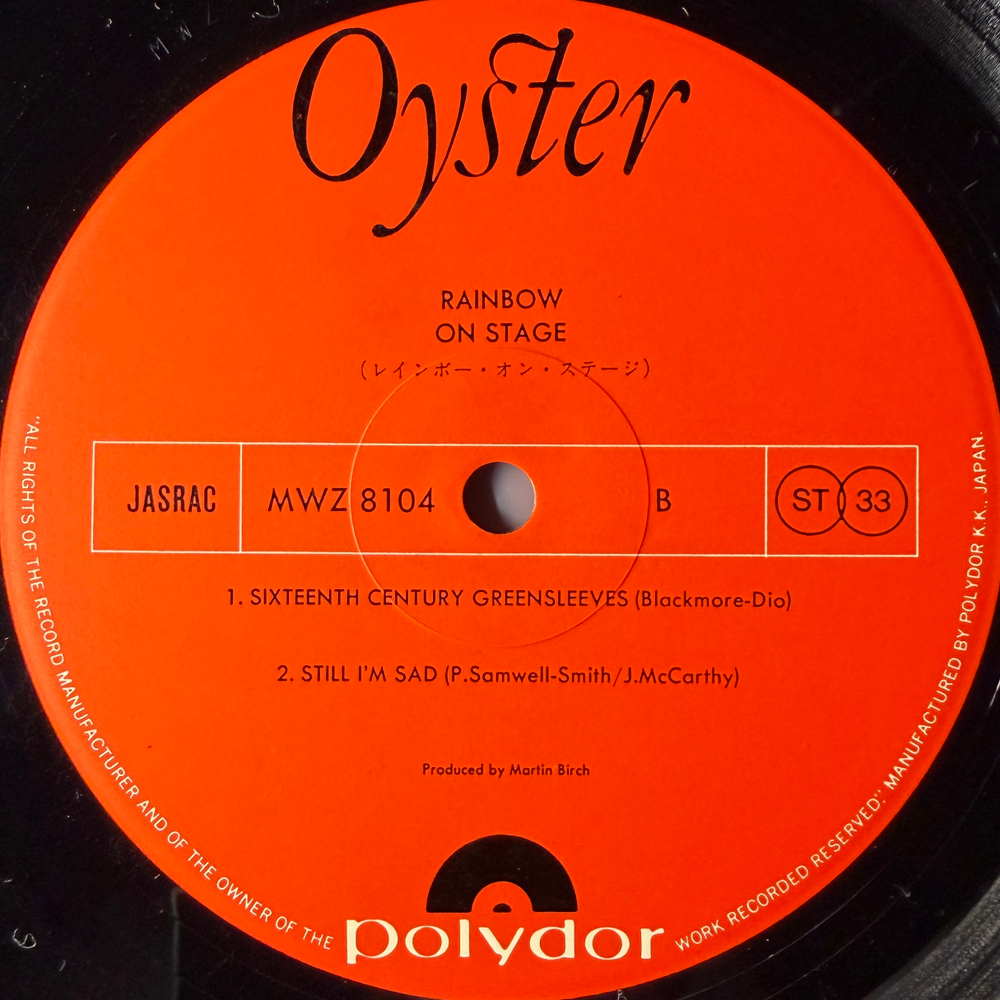 M W Z
Oyster
RAINBOW
ON STAGE
(レインボー・オン・ステージ)
JASRAC MWZ 8104 B ST 33
1. SIXTEENTH CENTURY GREENSLEEVES (Blackmore-Dio)
2. STILL I'M SAD (P.Samwell-Smith/J.McCarthy)
Produced by Martin Birch
polydor
"ALL RIGHTS OF THE RECORD MANUFACTURER AND OF THE OWNER OF THE WORK RECORDED RESERVED." MANUFACTURED BY POLYDOR K.K., JAPAN.